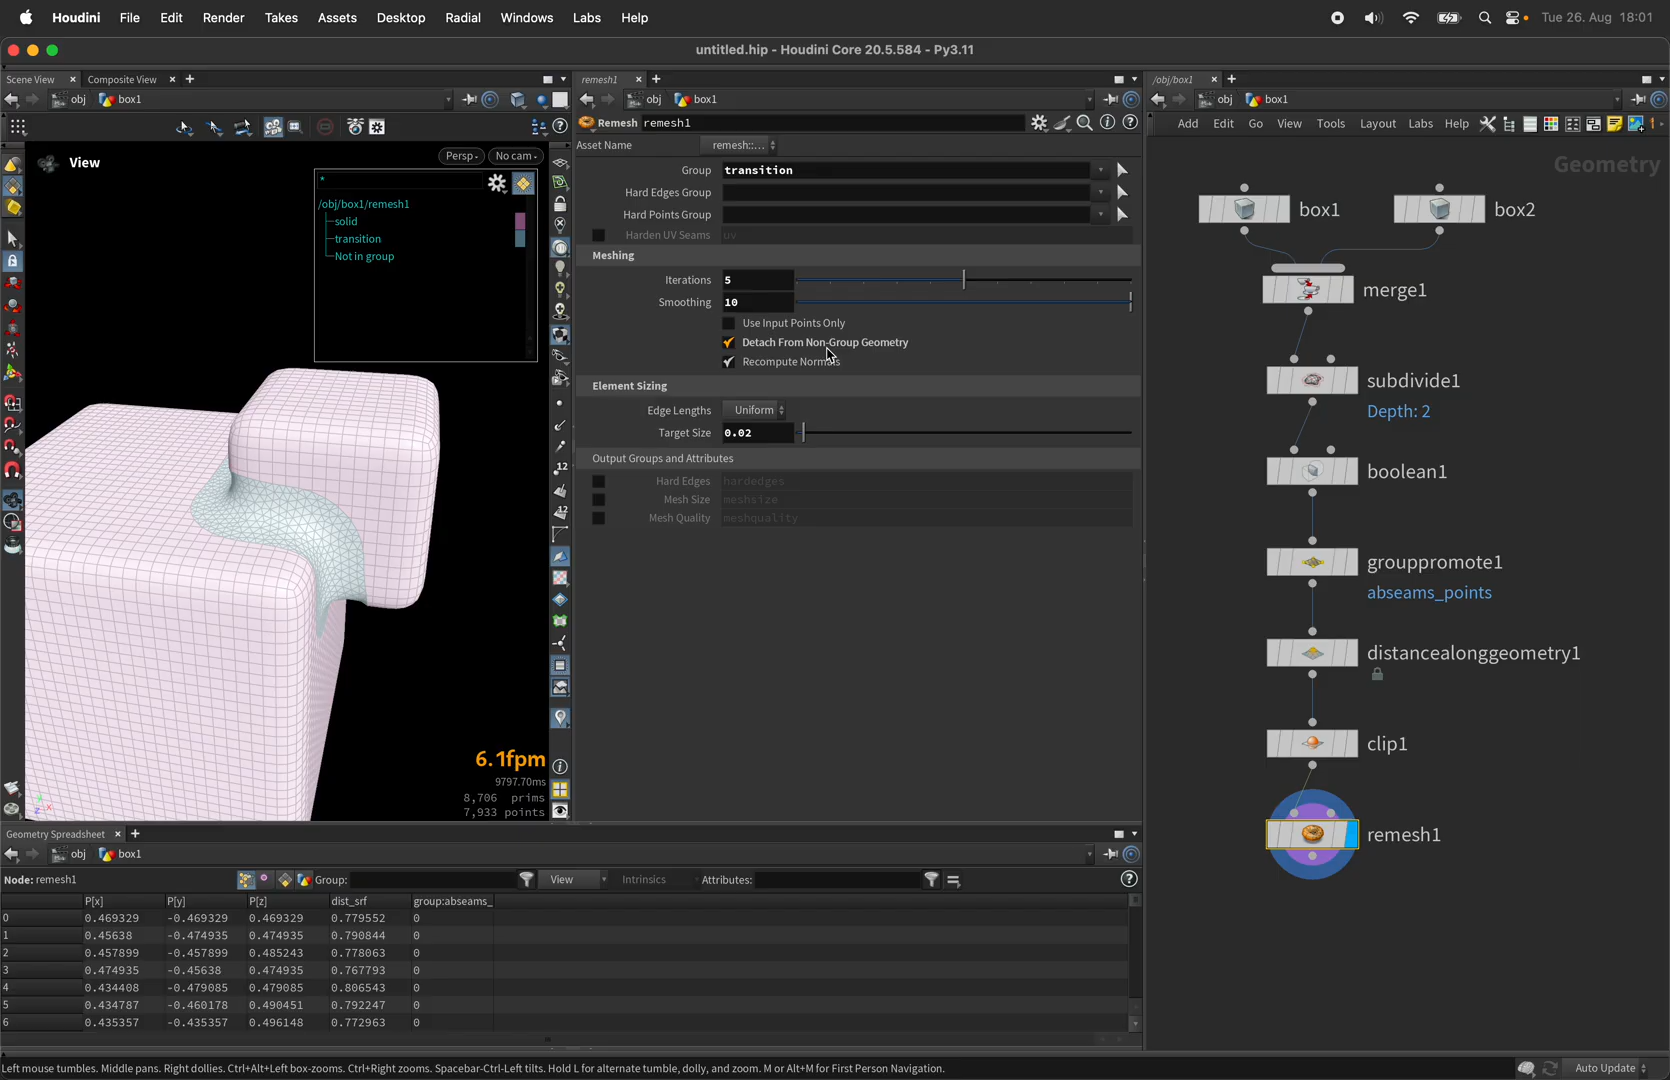 Houdini File Edit Render Takes Assets Desktop Radial Windows Labs Help Tue 26. Aug 18:01
untitled.hip - Houdini Core 20.5.584 - Py3.11
Scene View Composite View
obj box1
View
Persp No cam
*
/obj/box1/remesh1
solid
transition
Not in group
6.1fpm
9797.70ms
8,706 prims
7,933 points
remesh1
obj box1
Remesh remesh1
Asset Name remesh::...
Group transition
Hard Edges Group
Hard Points Group
Harden UV Seams uv
Meshing
Iterations 5
Smoothing 10
Use Input Points Only
Detach From Non-Group Geometry
Recompute Normals
Element Sizing
Edge Lengths Uniform
Target Size 0.02
Output Groups and Attributes
Hard Edges hardedges
Mesh Size meshsize
Mesh Quality meshquality
/obj/box1
obj box1
Add Edit Go View Tools Layout Labs Help
Geometry
box1 box2
merge1
subdivide1
Depth: 2
boolean1
grouppromote1
abseams_points
distancealonggeometry1
clip1
remesh1
Geometry Spreadsheet
obj box1
Node: remesh1 Group: View Intrinsics Attributes:
P[x] P[y] P[z] dist_srf group:abseams_
0 0.469329 -0.469329 0.469329 0.779552 0
1 0.45638 -0.474935 0.474935 0.790844 0
2 0.457899 -0.457899 0.485243 0.778063 0
3 0.474935 -0.45638 0.474935 0.767793 0
4 0.434408 -0.479085 0.479085 0.806543 0
5 0.434787 -0.460178 0.490451 0.792247 0
6 0.435357 -0.435357 0.496148 0.772963 0
Left mouse tumbles. Middle pans. Right dollies. Ctrl+Alt+Left box-zooms. Ctrl+Right zooms. Spacebar-Ctrl-Left tilts. Hold L for alternate tumble, dolly, and zoom. M or Alt+M for First Person Navigation.
Auto Update